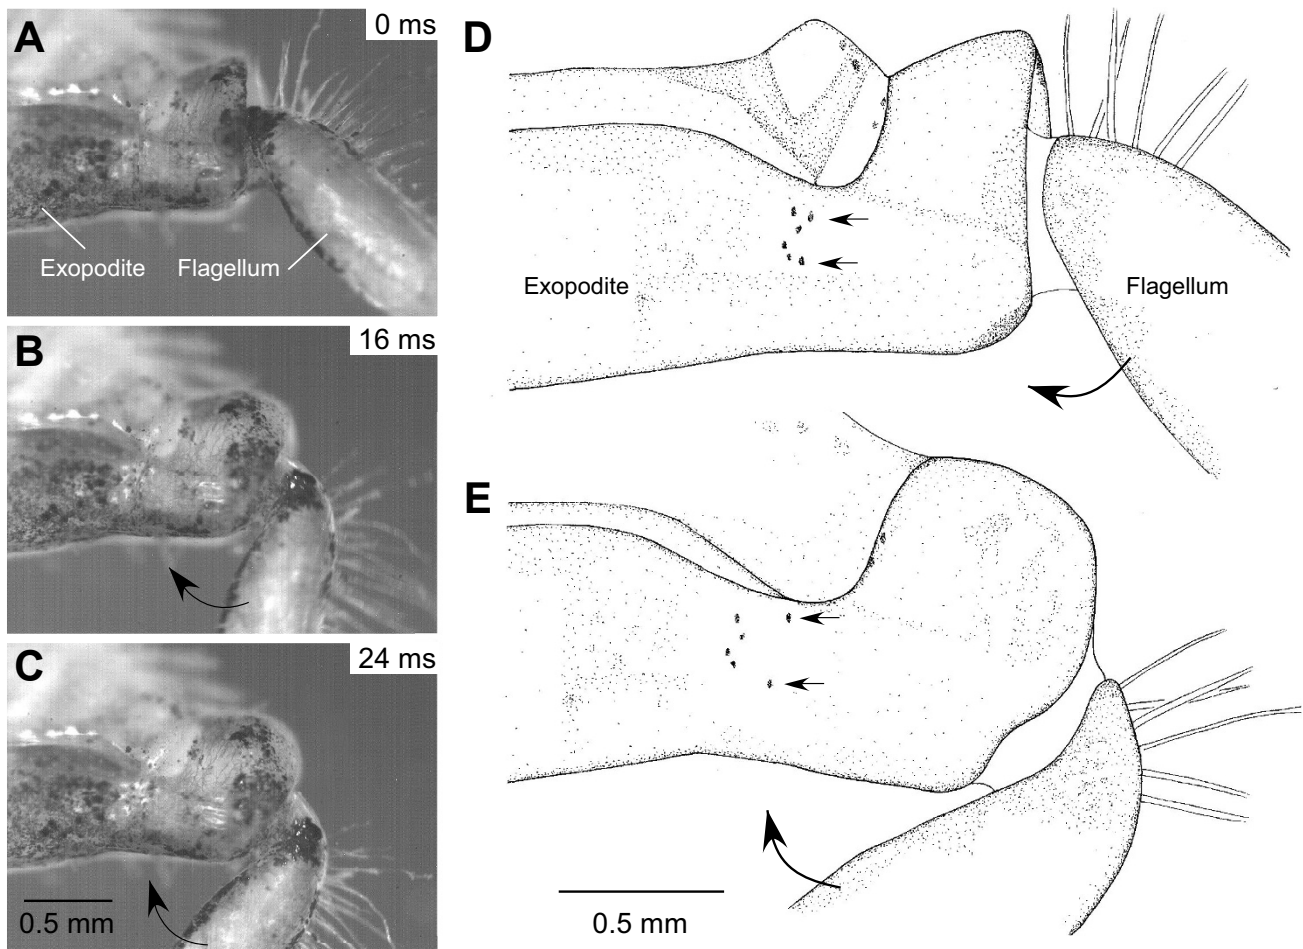 A
0 ms
Exopodite
Flagellum
B
16 ms
C
24 ms
0.5 mm
D
Exopodite
Flagellum
E
0.5 mm